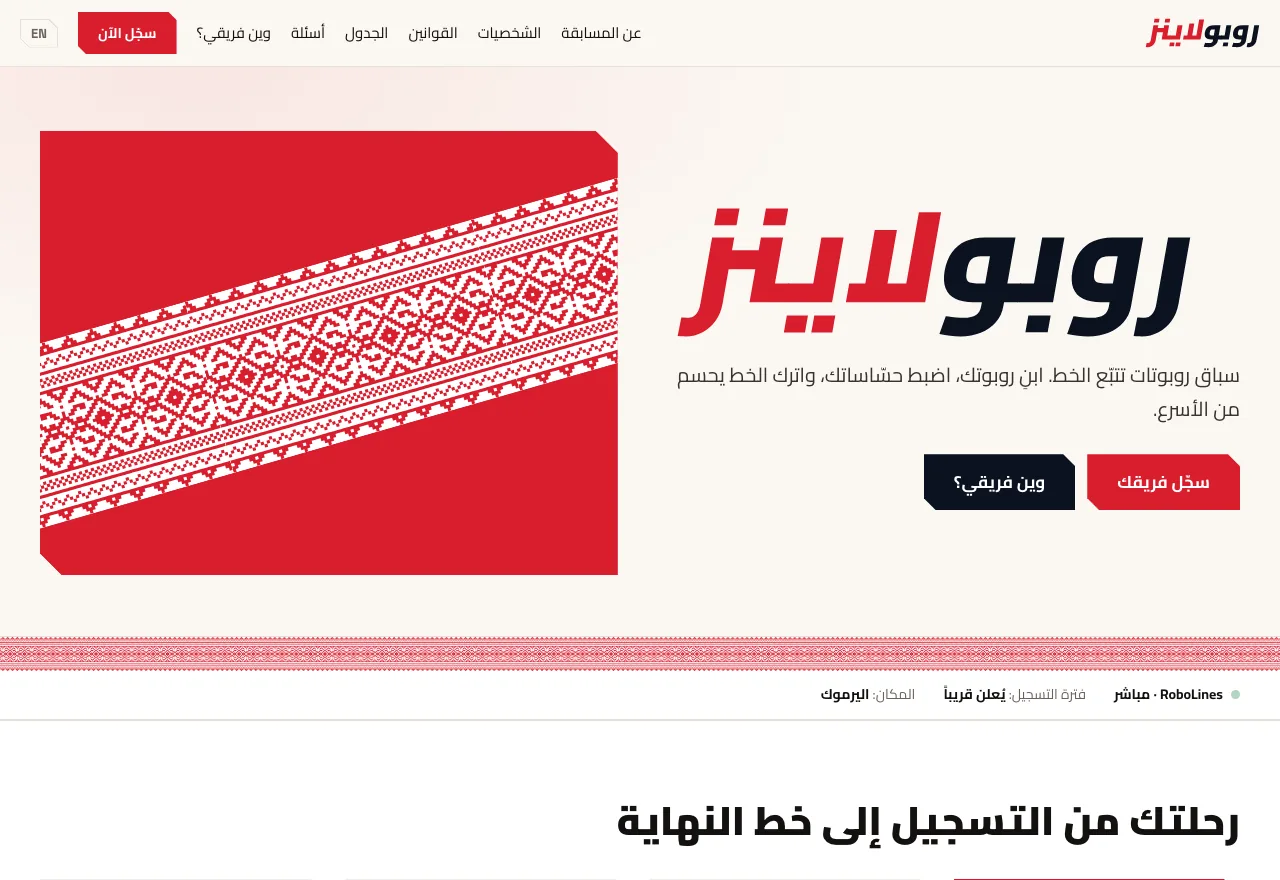 روبولاينز
عن المسابقة
الشخصيات
القوانين
الجدول
أسئلة
وين فريقي؟
سجّل الآن
EN
روبولاينز
سباق روبوتات تتبّع الخط. ابنِ روبوتك، اضبط حسّاساتك، واترك الخط يحسم
من الأسرع.
سجّل فريقك
وين فريقي؟
RoboLines · مباشر
فترة التسجيل: يُعلن قريباً
المكان: اليرموك
رحلتك من التسجيل إلى خط النهاية